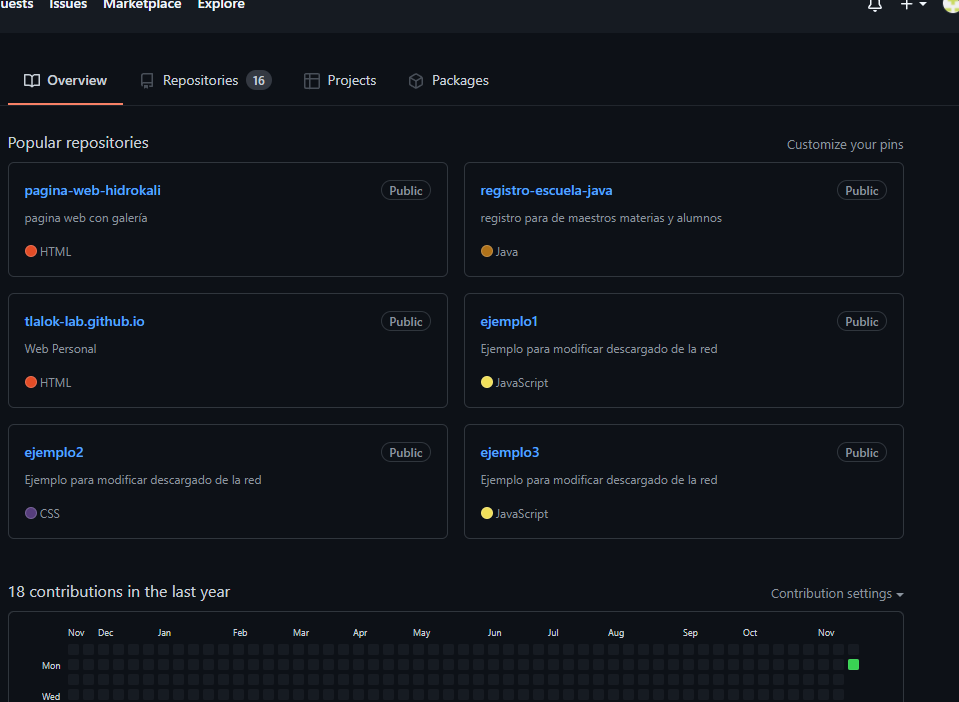 uests Issues Marketplace Explore
Overview Repositories 16 Projects Packages
Popular repositories Customize your pins
pagina-web-hidrokali Public
pagina web con galería
HTML
registro-escuela-java Public
registro para de maestros materias y alumnos
Java
tlalok-lab.github.io Public
Web Personal
HTML
ejemplo1 Public
Ejemplo para modificar descargado de la red
JavaScript
ejemplo2 Public
Ejemplo para modificar descargado de la red
CSS
ejemplo3 Public
Ejemplo para modificar descargado de la red
JavaScript
18 contributions in the last year Contribution settings
Nov Dec Jan Feb Mar Apr May Jun Jul Aug Sep Oct Nov
Mon
Wed